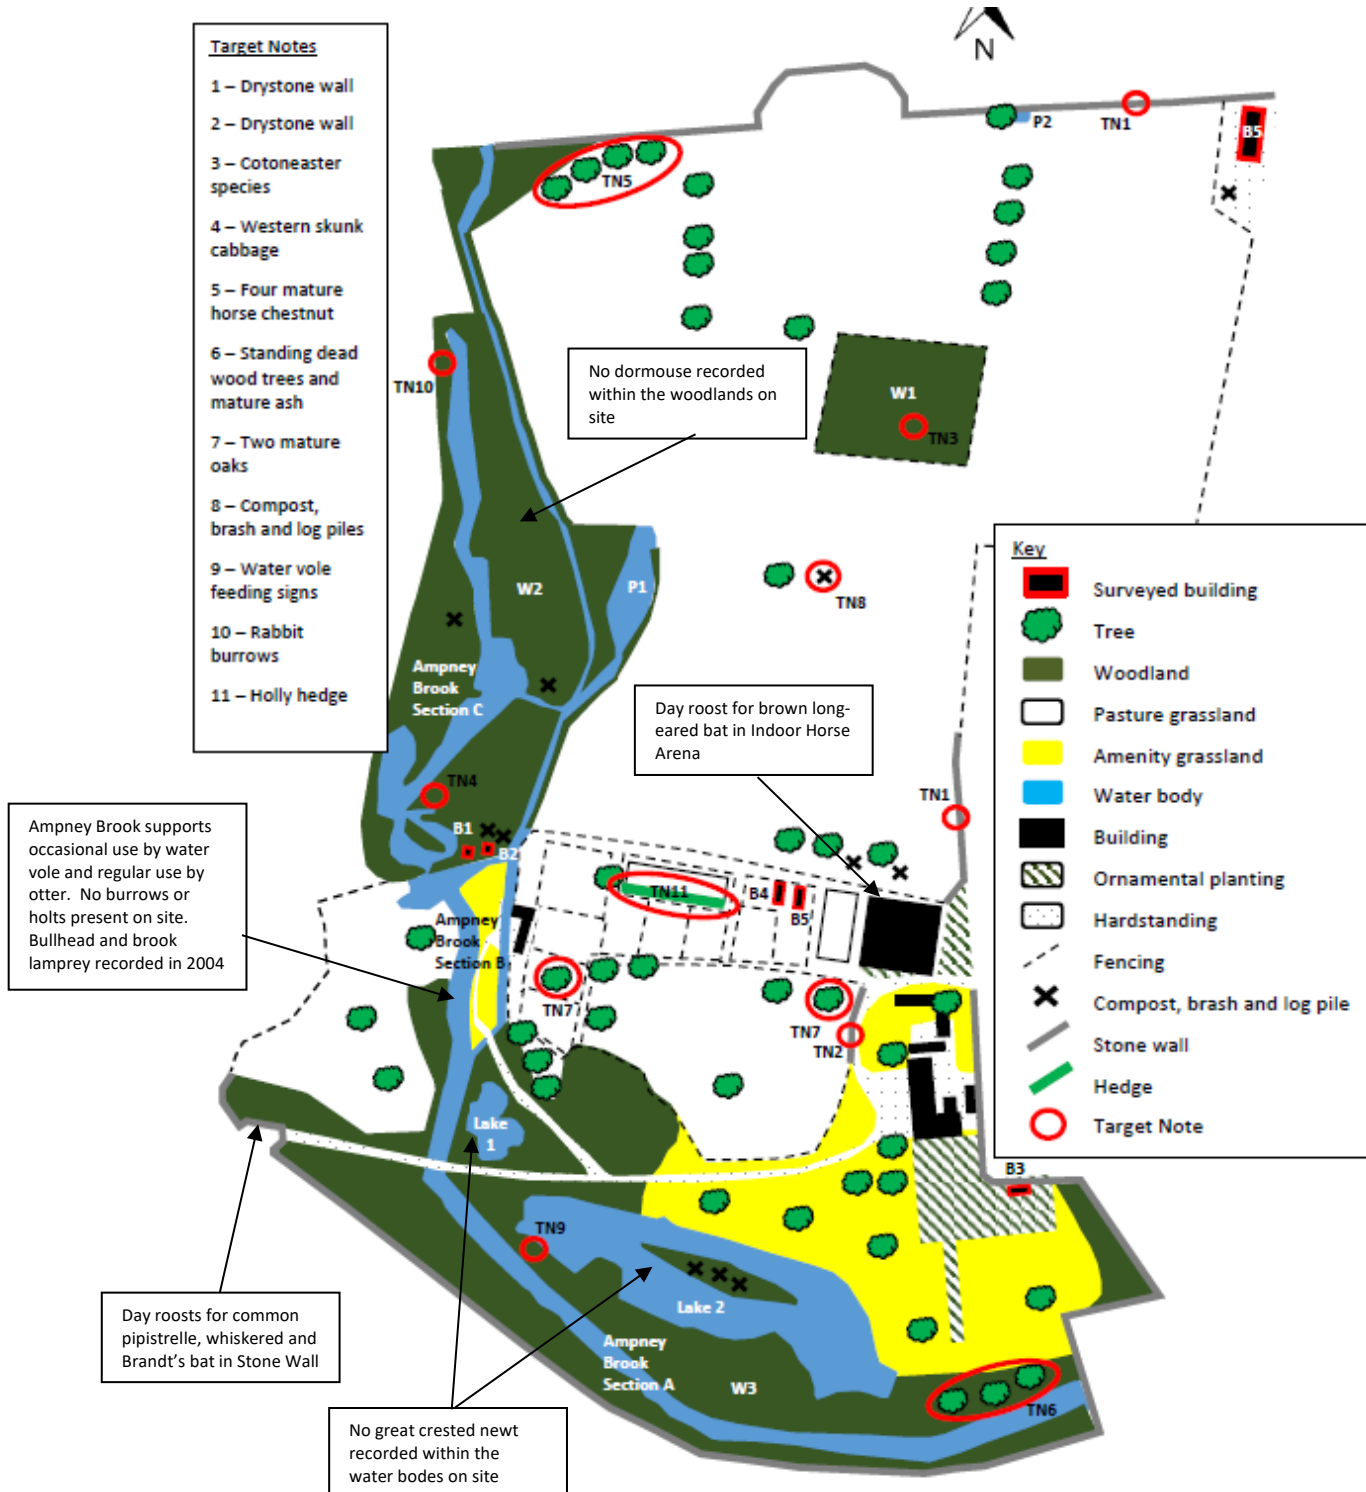 Target Notes
1 – Drystone wall
2 – Drystone wall
3 – Cotoneaster
species
4 – Western skunk
cabbage
5 – Four mature
horse chestnut
6 – Standing dead
wood trees and
mature ash
7 – Two mature
oaks
8 – Compost,
brash and log piles
9 – Water vole
feeding signs
10 – Rabbit
burrows
11 – Holly hedge
N
P2
TN1
B5
TN5
TN10
No dormouse recorded
within the woodlands on
site
W1
TN3
W2
P1
TN8
Ampney
Brook
Section C
Key
Surveyed building
Tree
Woodland
Pasture grassland
Amenity grassland
Water body
Building
Ornamental planting
Hardstanding
Fencing
Compost, brash and log pile
Stone wall
Hedge
Target Note
Day roost for brown long-
eared bat in Indoor Horse
Arena
TN4
TN1
B1
B2
Ampney Brook supports
occasional use by water
vole and regular use by
otter. No burrows or
holts present on site.
Bullhead and brook
lamprey recorded in 2004
TN11
B4
B5
Ampney
Brook
Section B
TN7
TN7
TN2
Lake
1
B3
TN9
Lake 2
Day roosts for common
pipistrelle, whiskered and
Brandt's bat in Stone Wall
Ampney
Brook
Section A
W3
TN6
No great crested newt
recorded within the
water bodes on site